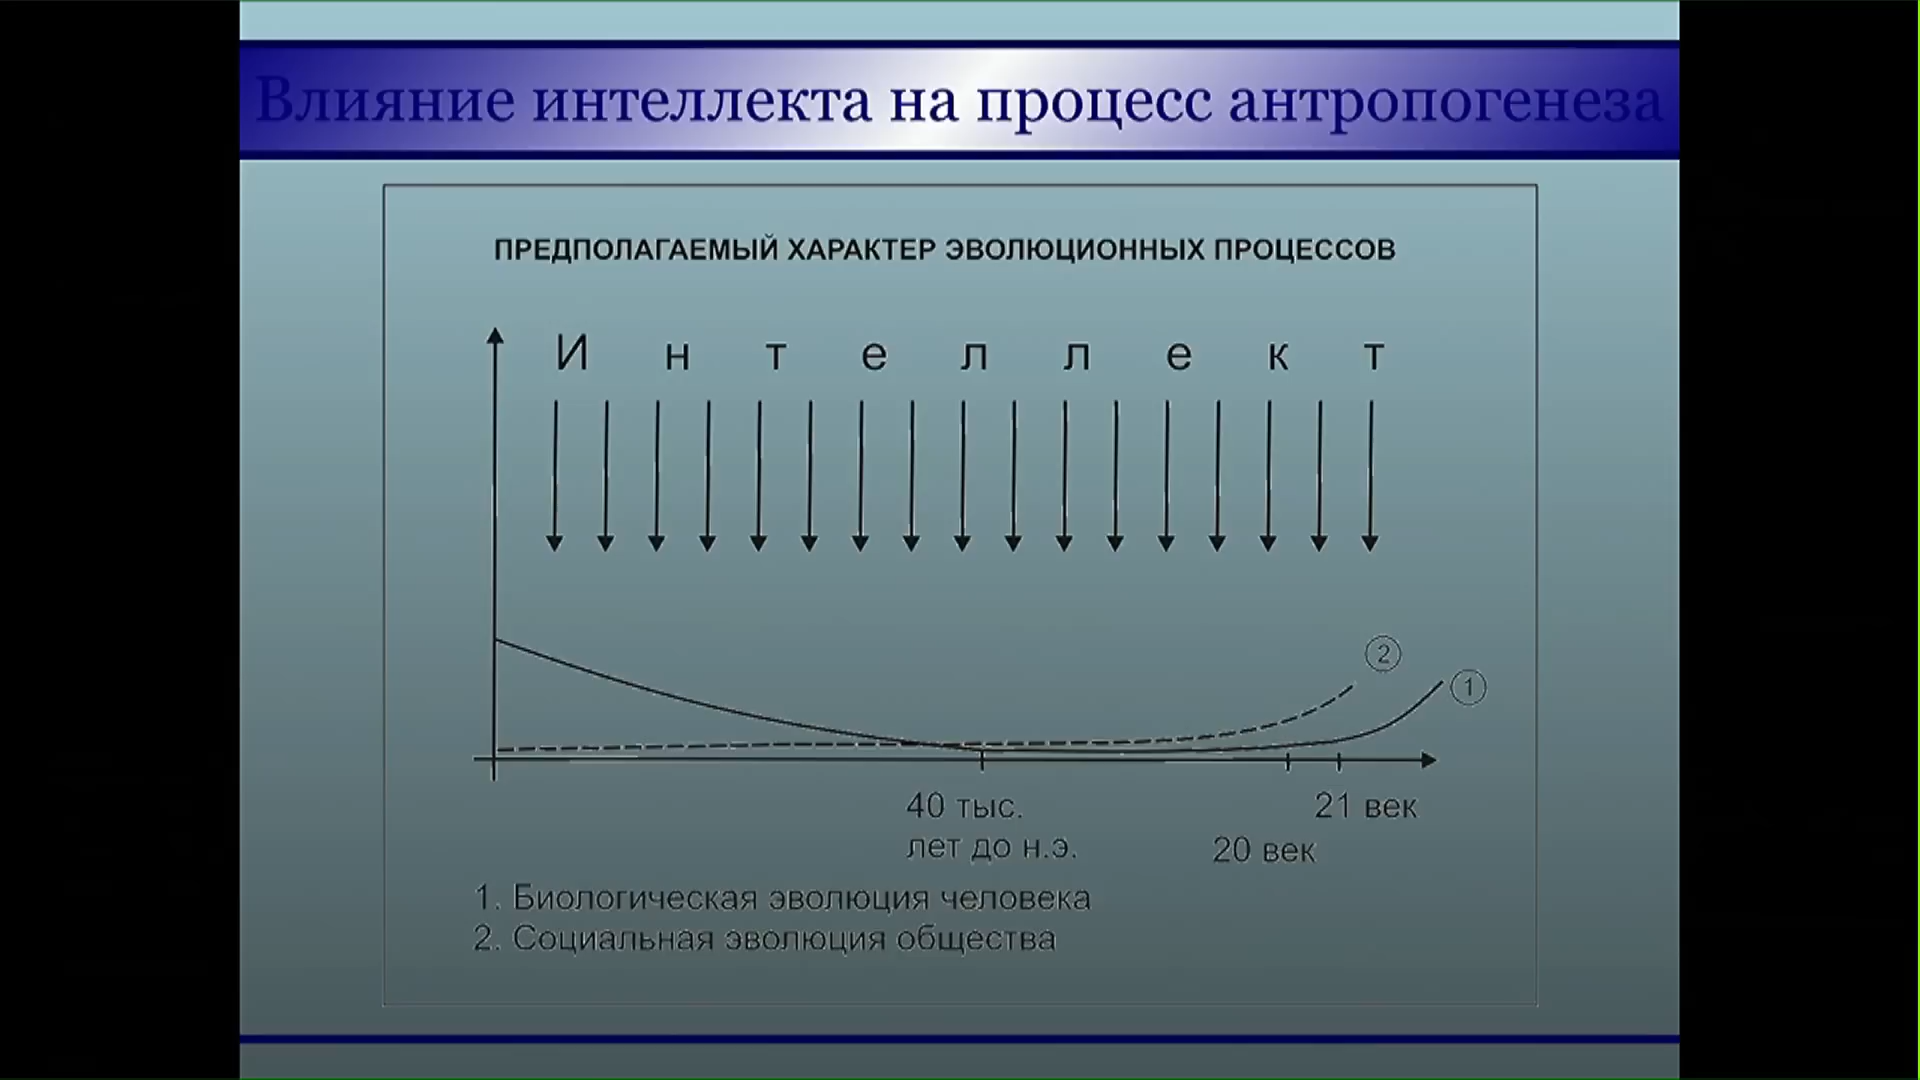 Влияние интеллекта на процесс антропогенеза
ПРЕДПОЛАГАЕМЫЙ ХАРАКТЕР ЭВОЛЮЦИОННЫХ ПРОЦЕССОВ
И н т е л л е к т
2
1
40 тыс.
лет до н.э.
20 век
21 век
1. Биологическая эволюция человека
2. Социальная эволюция общества